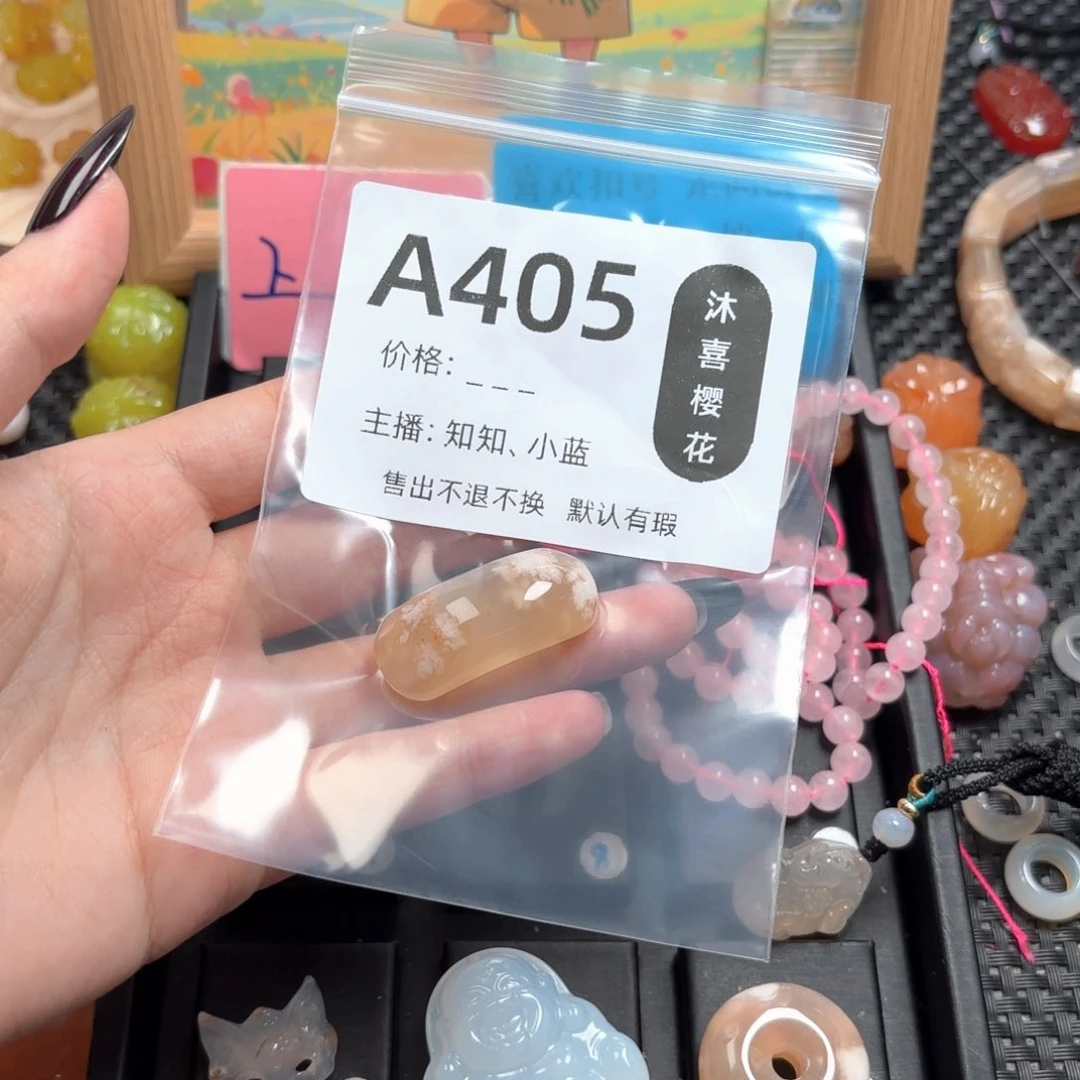 A405
价格: _ _ _
主播: 知知、小蓝
售出不退不换 默认有瑕
沐喜樱花
上